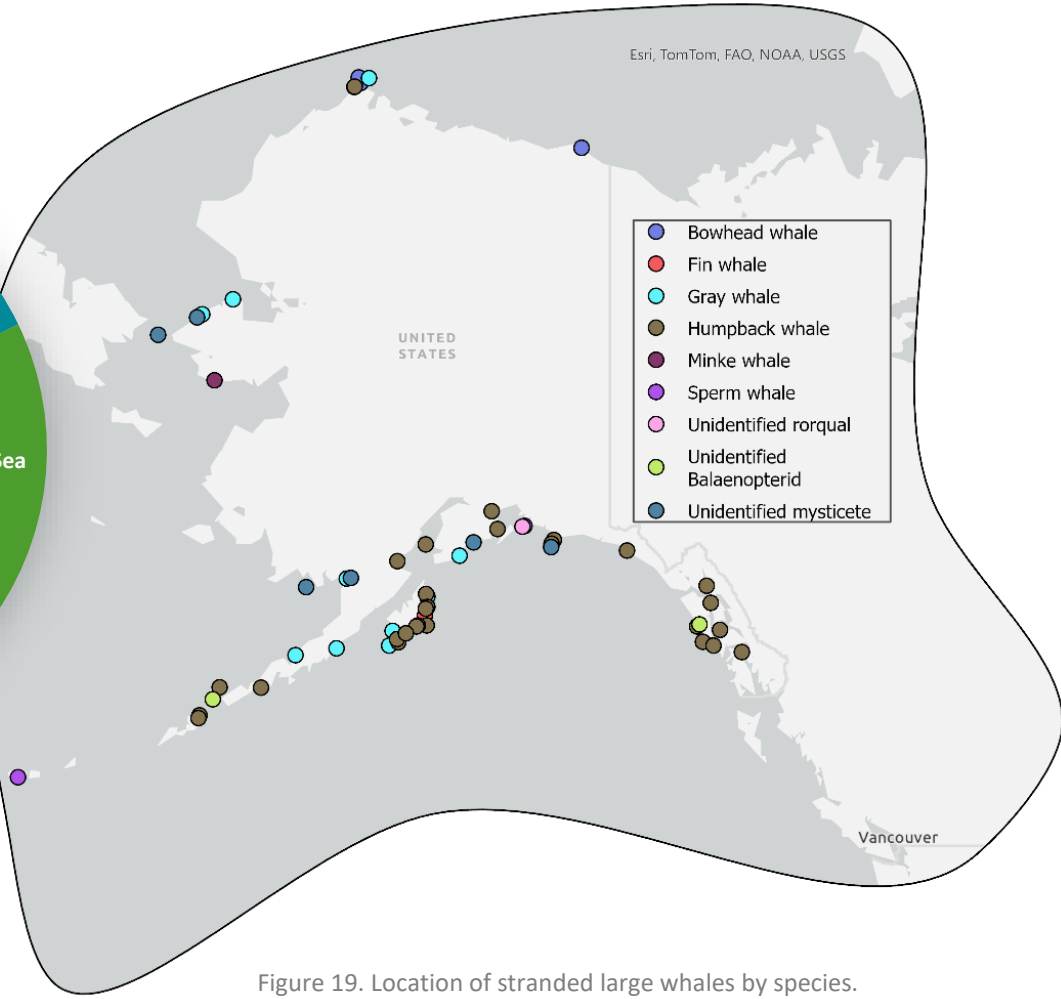 Esri, TomTom, FAO, NOAA, USGS
Bowhead whale
Fin whale
Gray whale
Humpback whale
Minke whale
Sperm whale
Unidentified rorqual
Unidentified
Balaenopterid
Unidentified mysticete
UNITED
STATES
Sea
Vancouver
Figure 19. Location of stranded large whales by species.